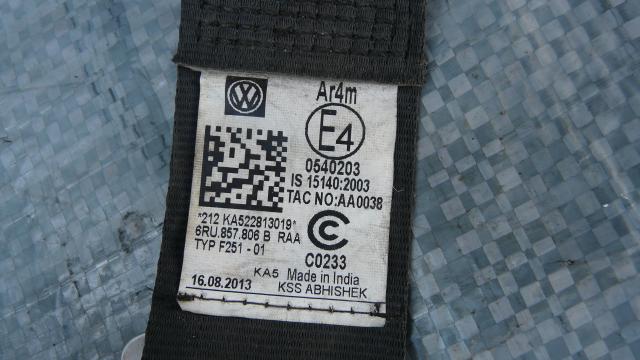 Ar4m
E4
0540203
IS 15140:2003
TAC NO:AA0038
*212 KA522813019*
6RU.857.806 B RAA
TYP F251 - 01
C0233
KA5 Made in India
16.08.2013 KSS ABHISHEK